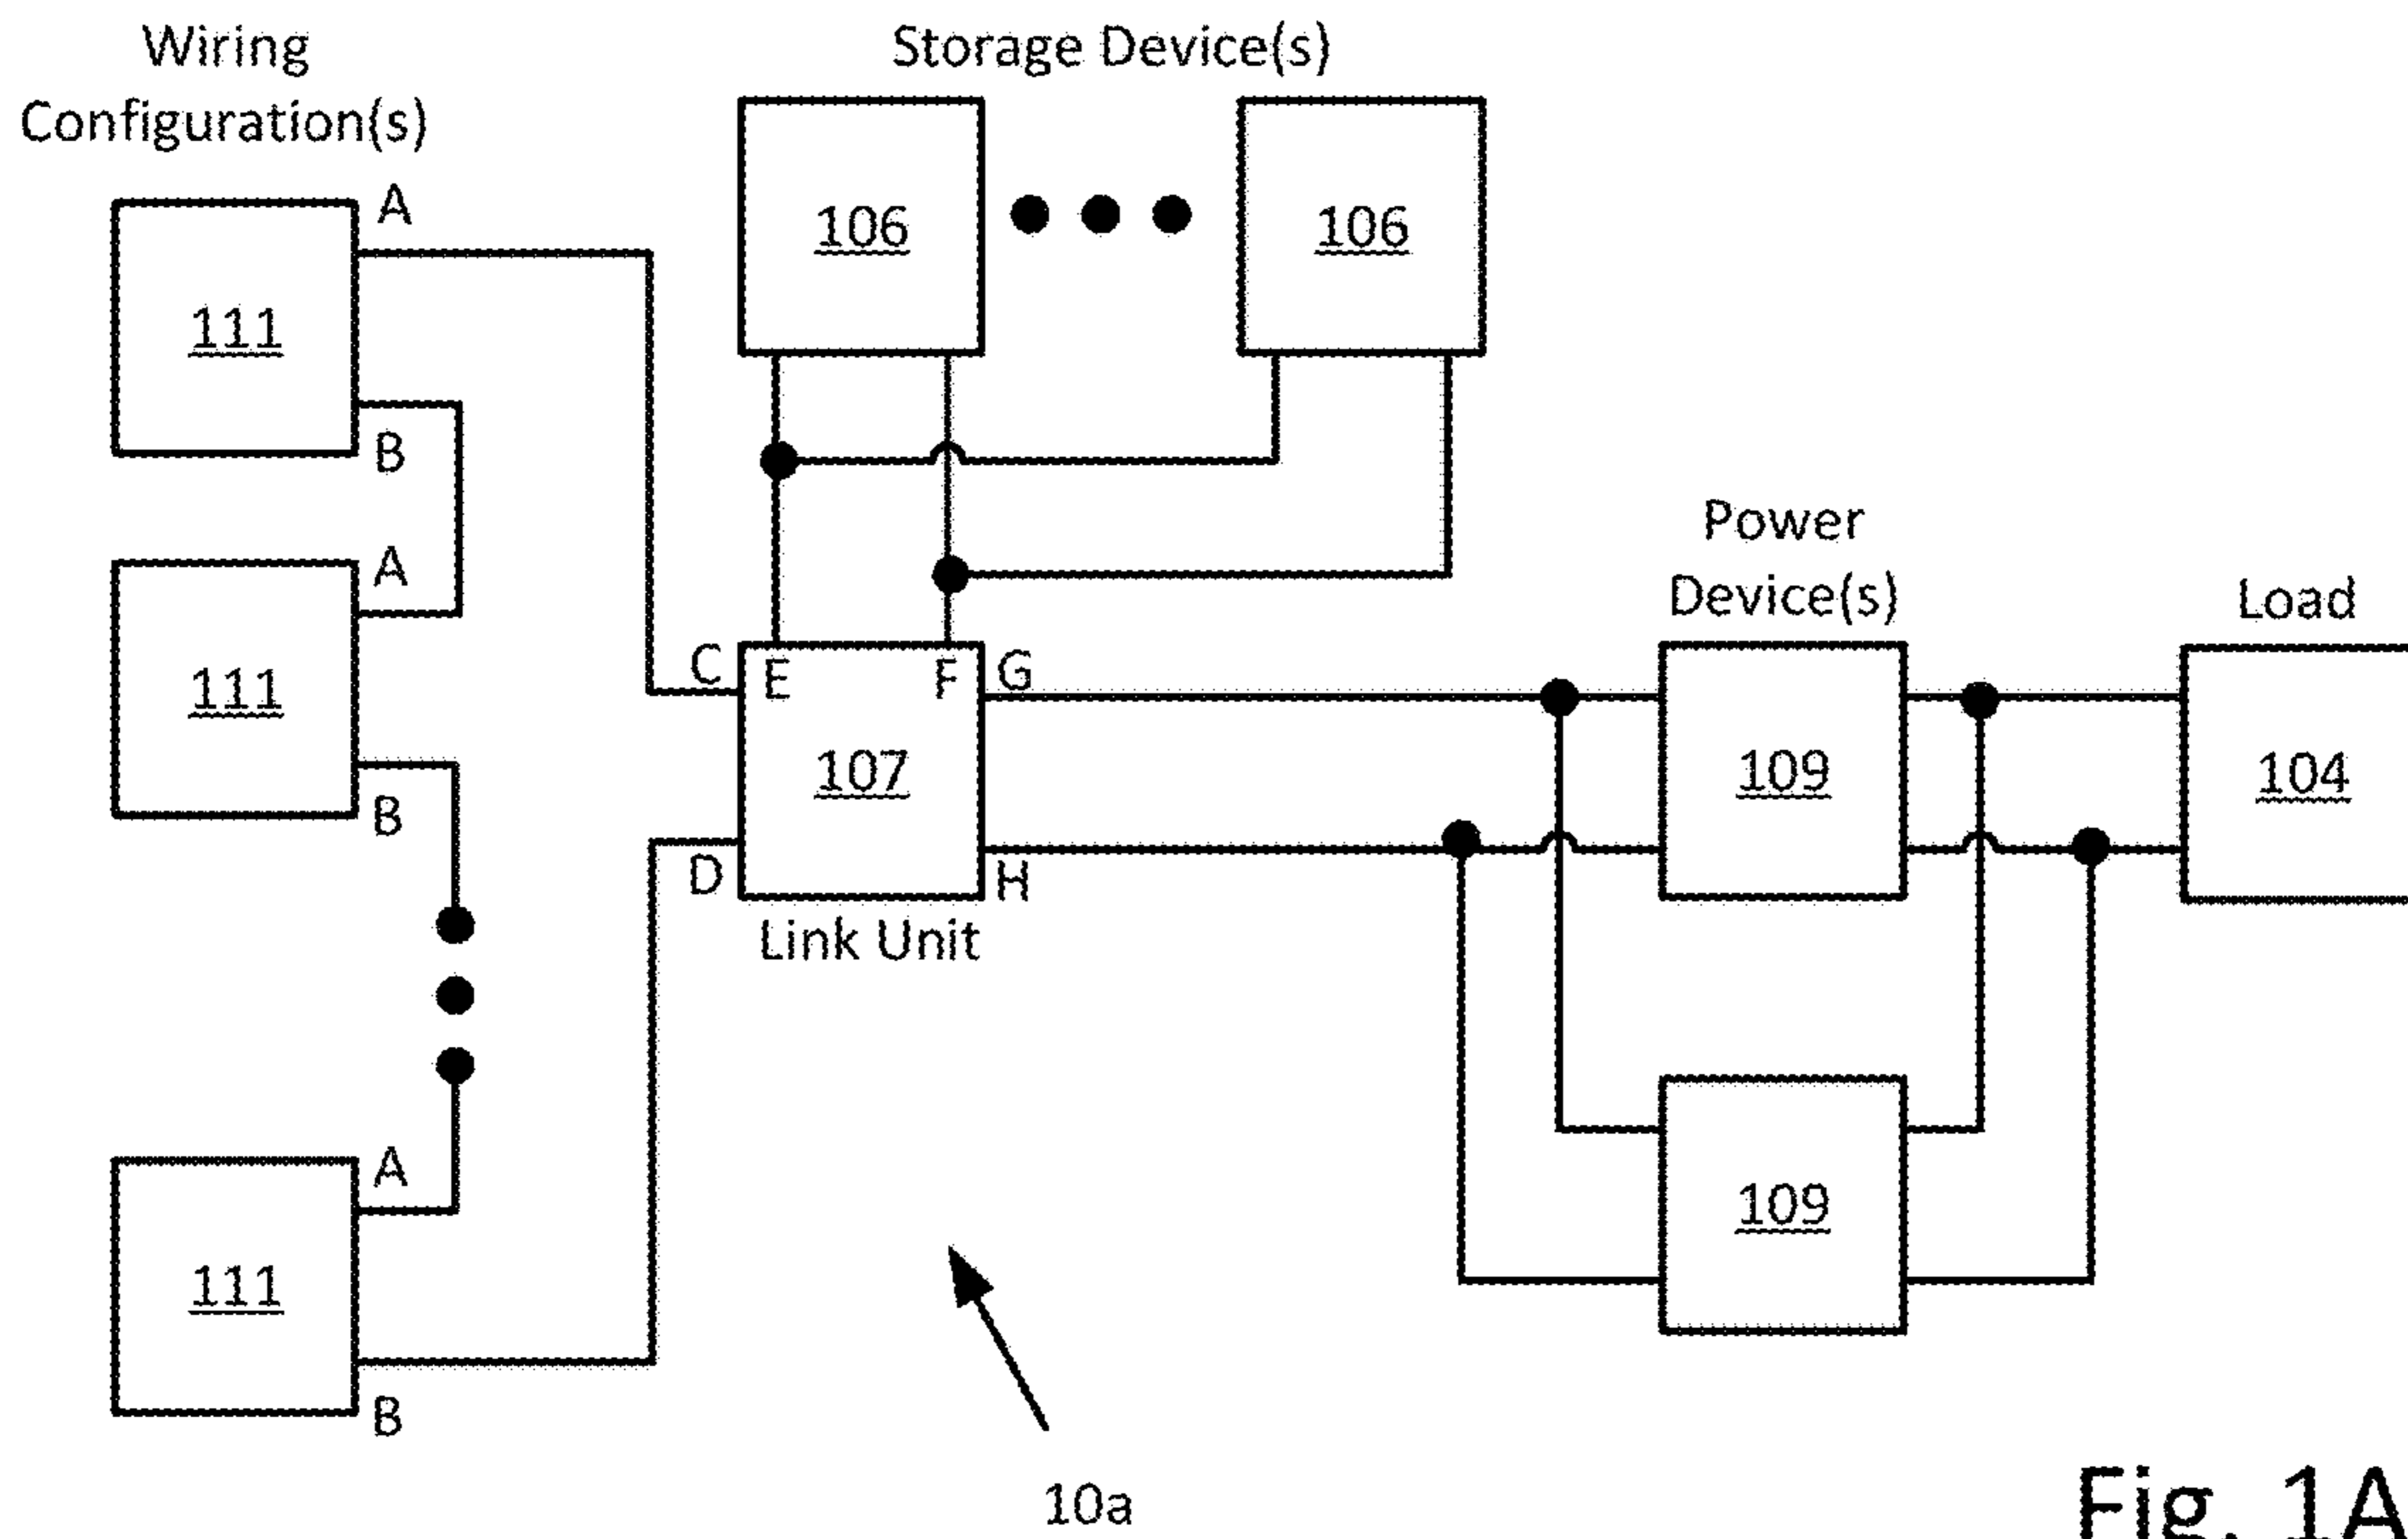 Wiring
Configuration(s)
Storage Device(s)
A
111
B
106
106
A
111
B
Power
Device(s)
Load
C
E
F
G
107
D
H
Link Unit
109
104
A
111
B
109
10a
Fig. 1A